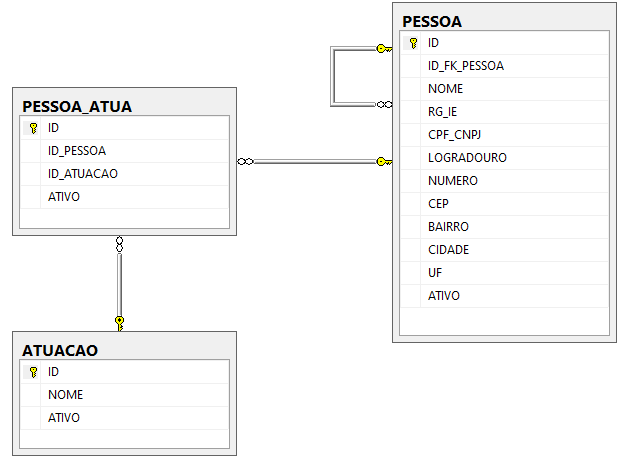 PESSOA
ID
ID_FK_PESSOA
NOME
RG_IE
CPF_CNPJ
LOGRADOURO
NUMERO
CEP
BAIRRO
CIDADE
UF
ATIVO
PESSOA_ATUA
ID
ID_PESSOA
ID_ATUACAO
ATIVO
ATUACAO
ID
NOME
ATIVO